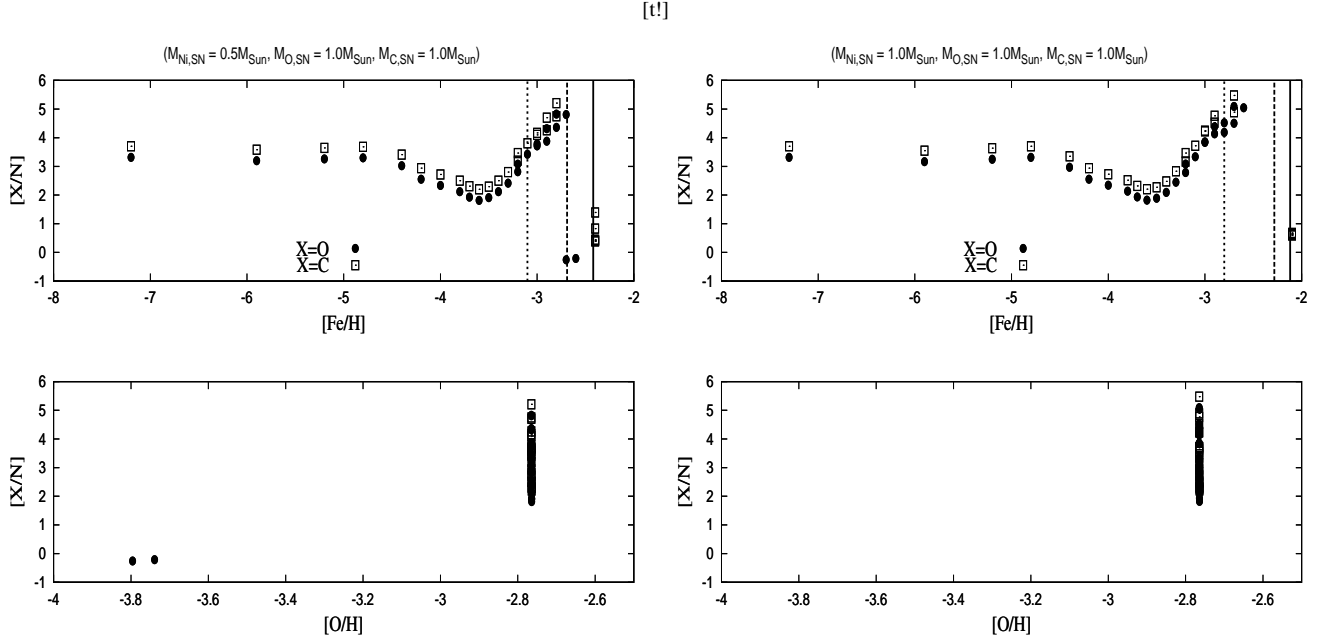 [t!]
(M_Ni,SN = 0.5M_Sun, M_O,SN = 1.0M_Sun, M_C,SN = 1.0M_Sun)
6
5
4
3
2
1
0
-1
[X/N]
X=O
X=C
-8 -7 -6 -5 -4 -3 -2
[Fe/H]
(M_Ni,SN = 1.0M_Sun, M_O,SN = 1.0M_Sun, M_C,SN = 1.0M_Sun)
6
5
4
3
2
1
0
-1
[X/N]
X=O
X=C
-8 -7 -6 -5 -4 -3 -2
[Fe/H]
6
5
4
3
2
1
0
-1
[X/N]
-4 -3.8 -3.6 -3.4 -3.2 -3 -2.8 -2.6
[O/H]
6
5
4
3
2
1
0
-1
[X/N]
-4 -3.8 -3.6 -3.4 -3.2 -3 -2.8 -2.6
[O/H]